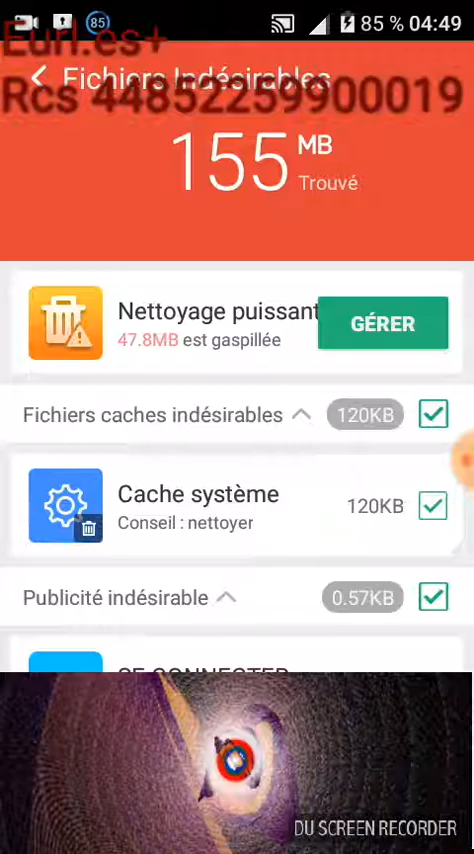 85
85 % 04:49
Eurl.es+
Fichiers Indésirables
Rcs 44852259900019
155 MB
Trouvé
Nettoyage puissant
47.8MB est gaspillée
GÉRER
Fichiers caches indésirables 120KB
Cache système
Conseil : nettoyer
120KB
Publicité indésirable 0.57KB
SE CONNECTER
DU SCREEN RECORDER